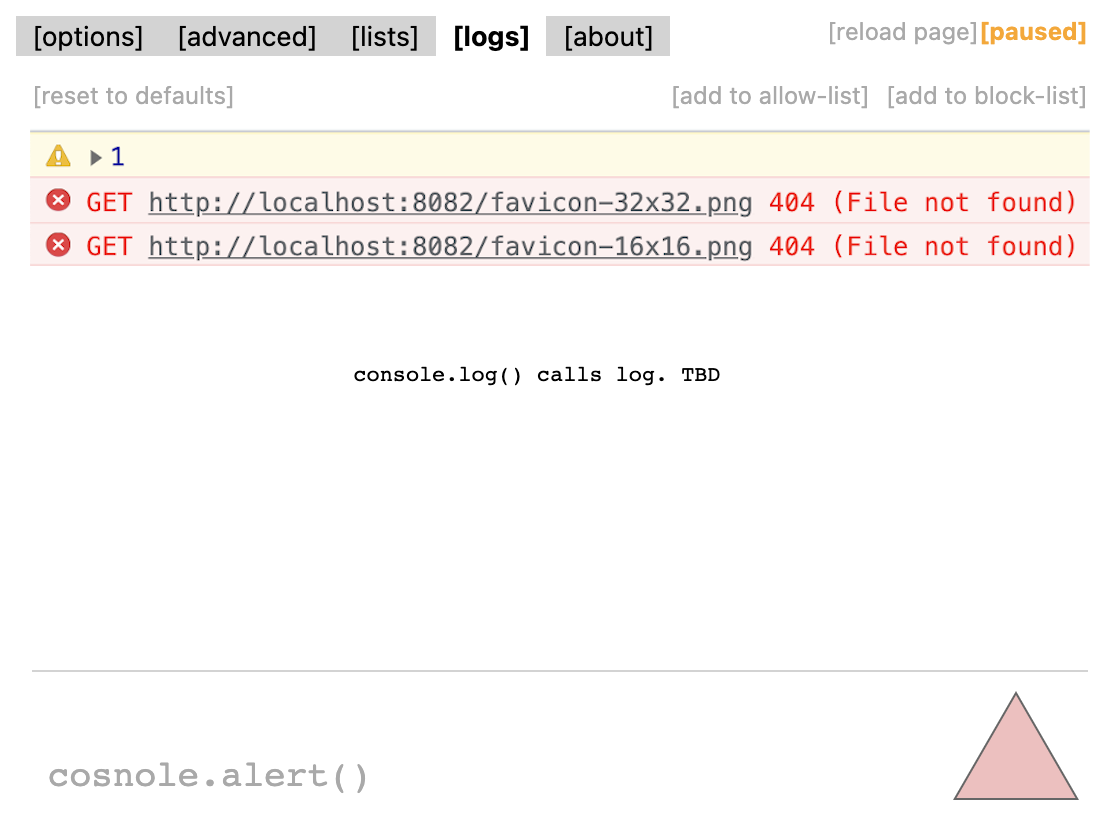 [options] [advanced] [lists] [logs] [about] [reload page] [paused]
[reset to defaults] [add to allow-list] [add to block-list]
1
GET http://localhost:8082/favicon-32x32.png 404 (File not found)
GET http://localhost:8082/favicon-16x16.png 404 (File not found)
console.log() calls log. TBD
cosnole.alert()